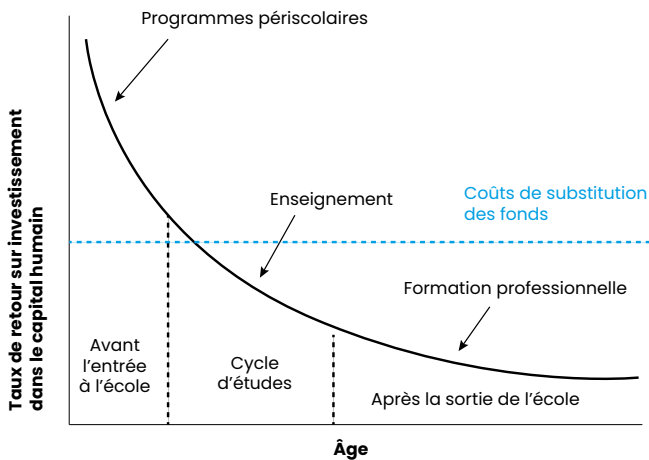 Programmes périscolaires
Taux de retour sur investissement
dans le capital humain
Enseignement
Coûts de substitution
des fonds
Formation professionnelle
Avant
l'entrée
à l'école
Cycle
d'études
Après la sortie de l'école
Âge